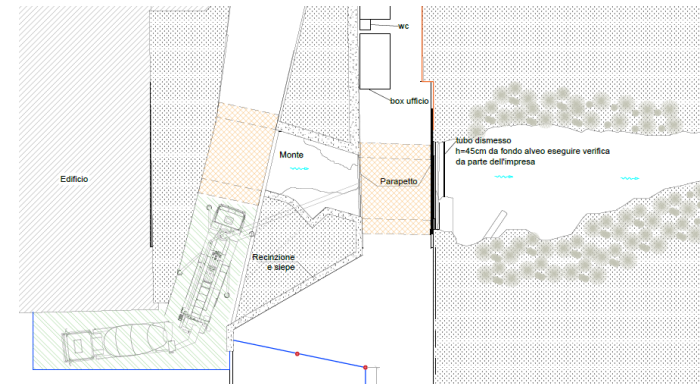 wc
box ufficio
tubo dismesso
h=45cm da fondo alveo eseguire verifica
da parte dell'impresa
Monte
Edificio
Parapetto
Recinzione
e siepe